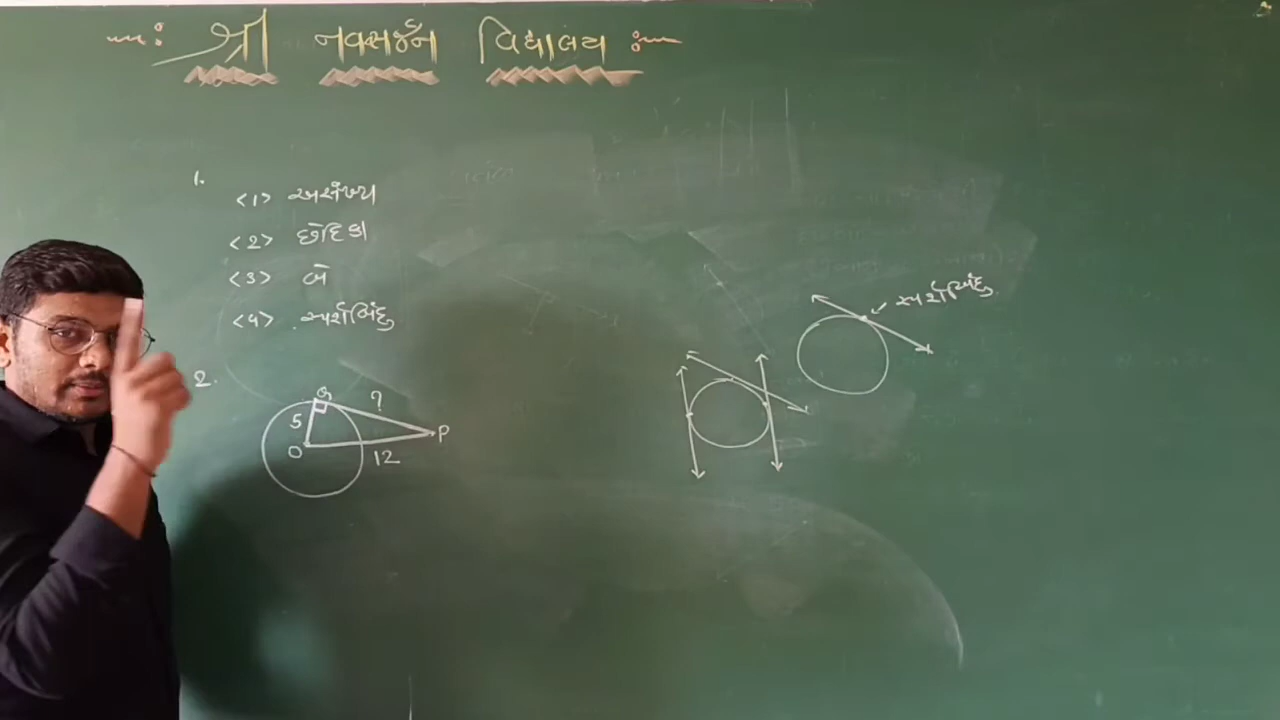 શ્રી નવસર્જન વિદ્યાલય
1.
<1> અસંખ્ય
<2> છેદિકા
<3> બે
<4> સ્પર્શબિંદુ
સ્પર્શબિંદુ
2.
Q ?
5
O 12 P